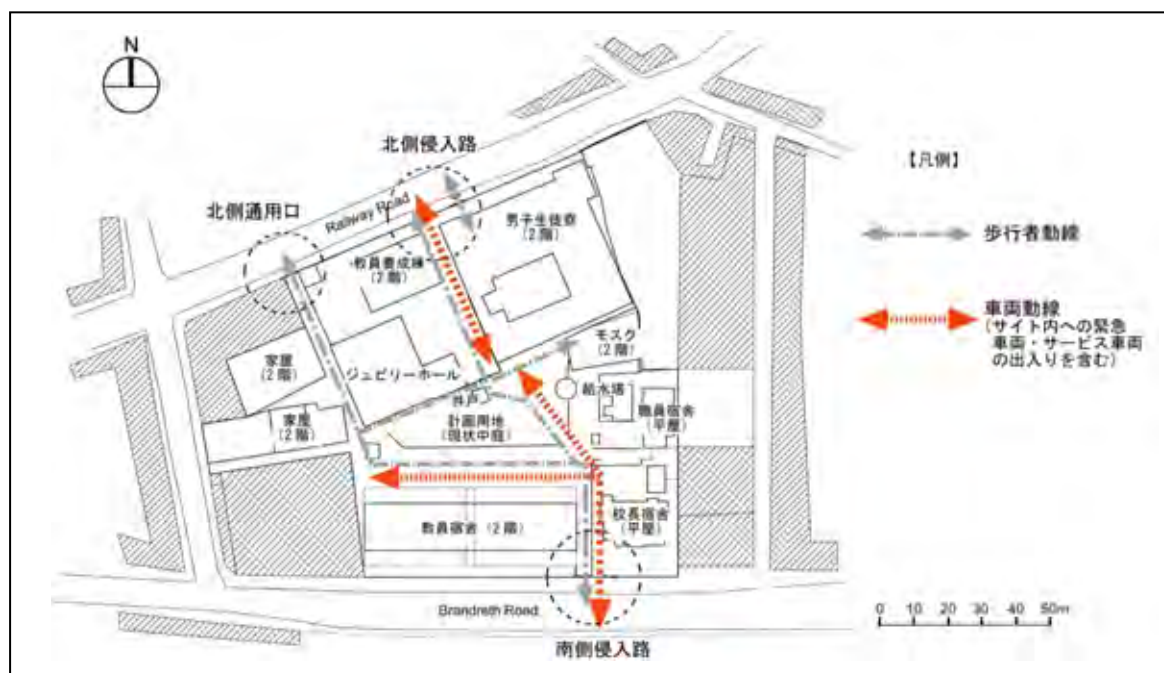 N
北側侵入路
【凡例】
北側通用口
Railway Road
男子生徒寮
(2階)
歩行者動線
教員養成棟
(2階)
車両動線
(サイト内への緊急
車両・サービス車両
の出入りを含む)
モスク
(2階)
家屋
(2階)
ジュビリーホール
給水塔
井戸
職員宿舎
平屋
計画用地
(現状中庭)
家屋
(2階)
校長宿舎
(平屋)
教員宿舎(2階)
Brandreth Road
0 10 20 30 40 50m
南側侵入路